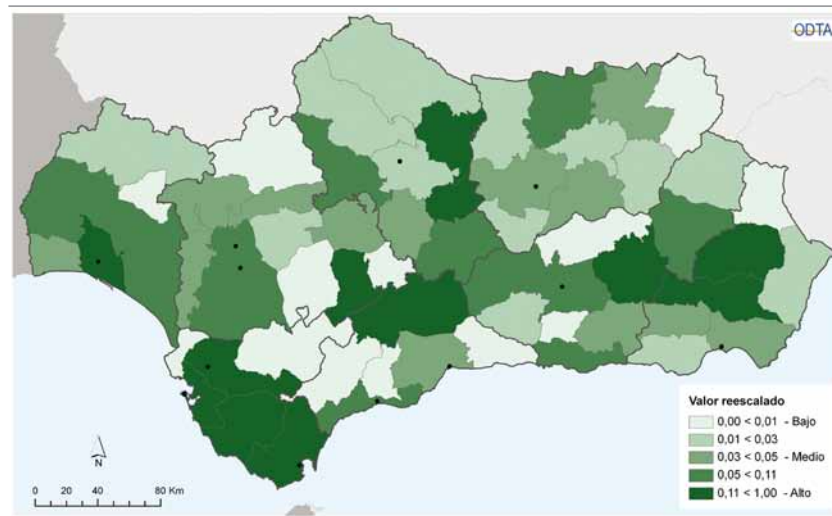 ODTA
Valor reescalado
0,00 < 0,01 - Bajo
0,01 < 0,03
0,03 < 0,05 - Medio
0,05 < 0,11
0,11 < 1,00 - Alto
N
0 20 40 80 Km